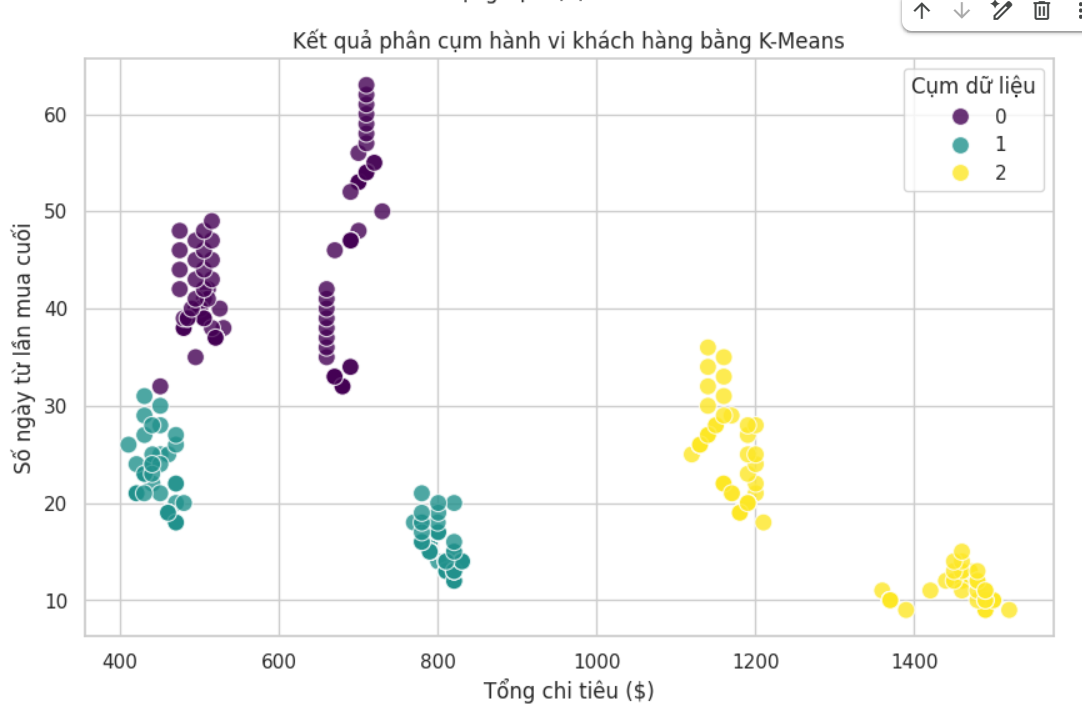 Kết quả phân cụm hành vi khách hàng bằng K-Means
Cụm dữ liệu
0
1
2
Số ngày từ lần mua cuối
60
50
40
30
20
10
400 600 800 1000 1200 1400
Tổng chi tiêu ($)